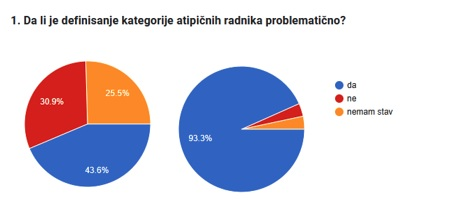 1. Da li je definisanje kategorije atipičnih radnika problematično?
30.9%
25.5%
43.6%
93.3%
da
ne
nemam stav